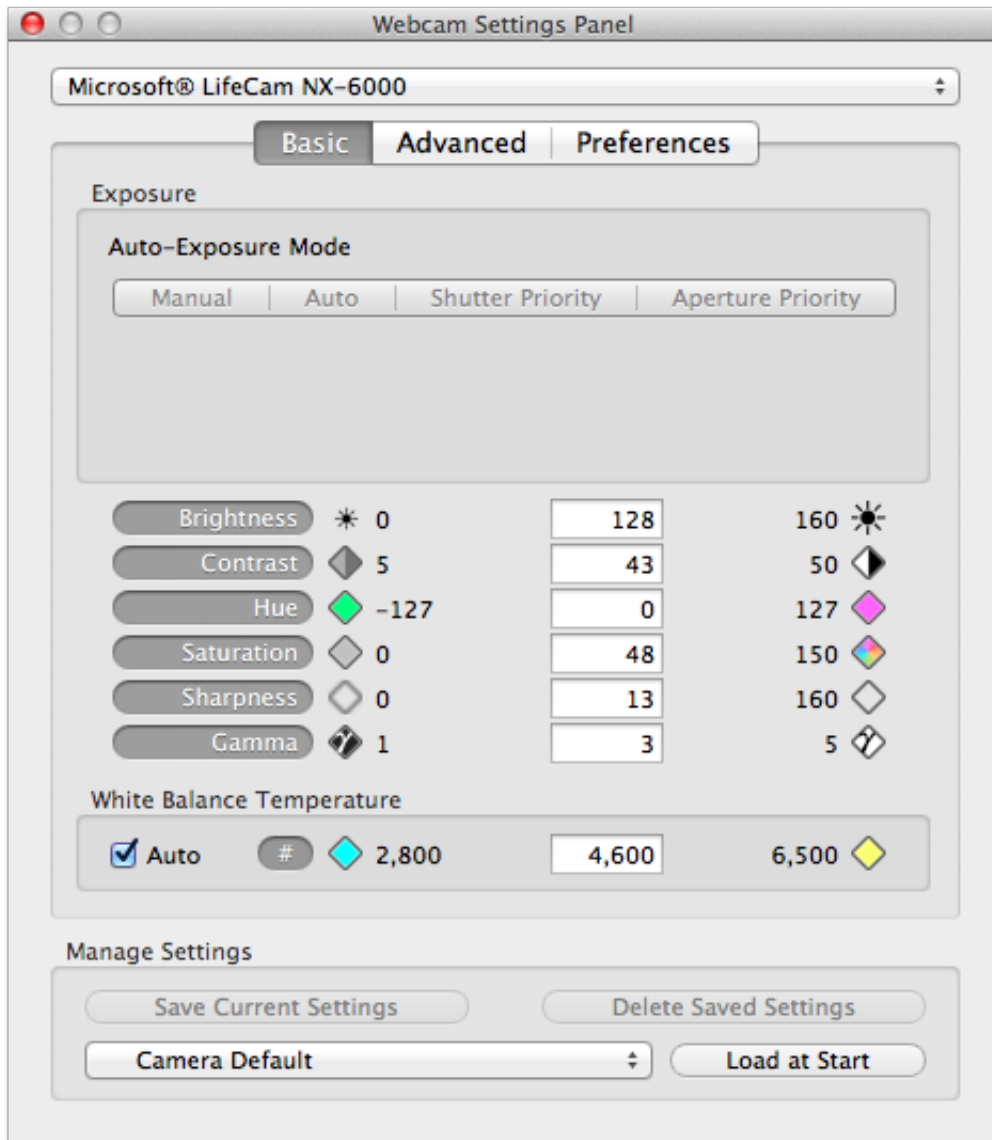 Webcam Settings Panel
Microsoft® LifeCam NX-6000
Basic Advanced Preferences
Exposure
Auto-Exposure Mode
Manual Auto Shutter Priority Aperture Priority
Brightness 0 128 160
Contrast 5 43 50
Hue -127 0 127
Saturation 0 48 150
Sharpness 0 13 160
Gamma γ 1 3 5 γ
White Balance Temperature
Auto # 2,800 4,600 6,500
Manage Settings
Save Current Settings Delete Saved Settings
Camera Default Load at Start